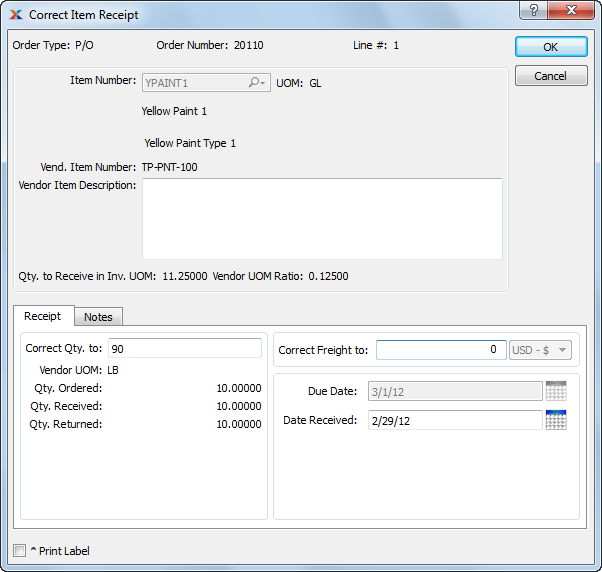 Correct Item Receipt
Order Type: P/O Order Number: 20110 Line #: 1
OK
Cancel
Item Number: YPAINT1 UOM: GL
Yellow Paint 1
Yellow Paint Type 1
Vend. Item Number: TP-PNT-100
Vendor Item Description:
Qty. to Receive in Inv. UOM: 11.25000 Vendor UOM Ratio: 0.12500
Receipt Notes
Correct Qty. to: 90
Vendor UOM: LB
Qty. Ordered: 10.00000
Qty. Received: 10.00000
Qty. Returned: 10.00000
Correct Freight to: 0 USD - $
Due Date: 3/1/12
Date Received: 2/29/12
^ Print Label